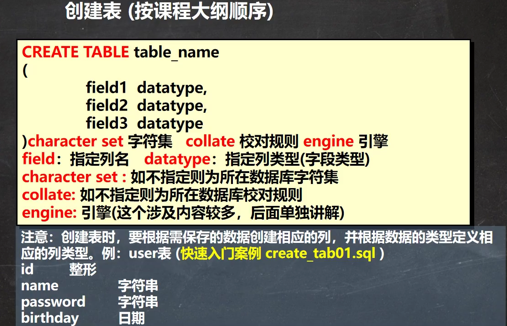 创建表 (按课程大纲顺序)
CREATE TABLE table_name
(
field1 datatype,
field2 datatype,
field3 datatype
)character set 字符集 collate 校对规则 engine 引擎
field：指定列名 datatype：指定列类型(字段类型)
character set : 如不指定则为所在数据库字符集
collate: 如不指定则为所在数据库校对规则
engine: 引擎(这个涉及内容较多，后面单独讲解)
注意：创建表时，要根据需保存的数据创建相应的列，并根据数据的类型定义相
应的列类型。例：user表 (快速入门案例 create_tab01.sql )
id 整形
name 字符串
password 字符串
birthday 日期